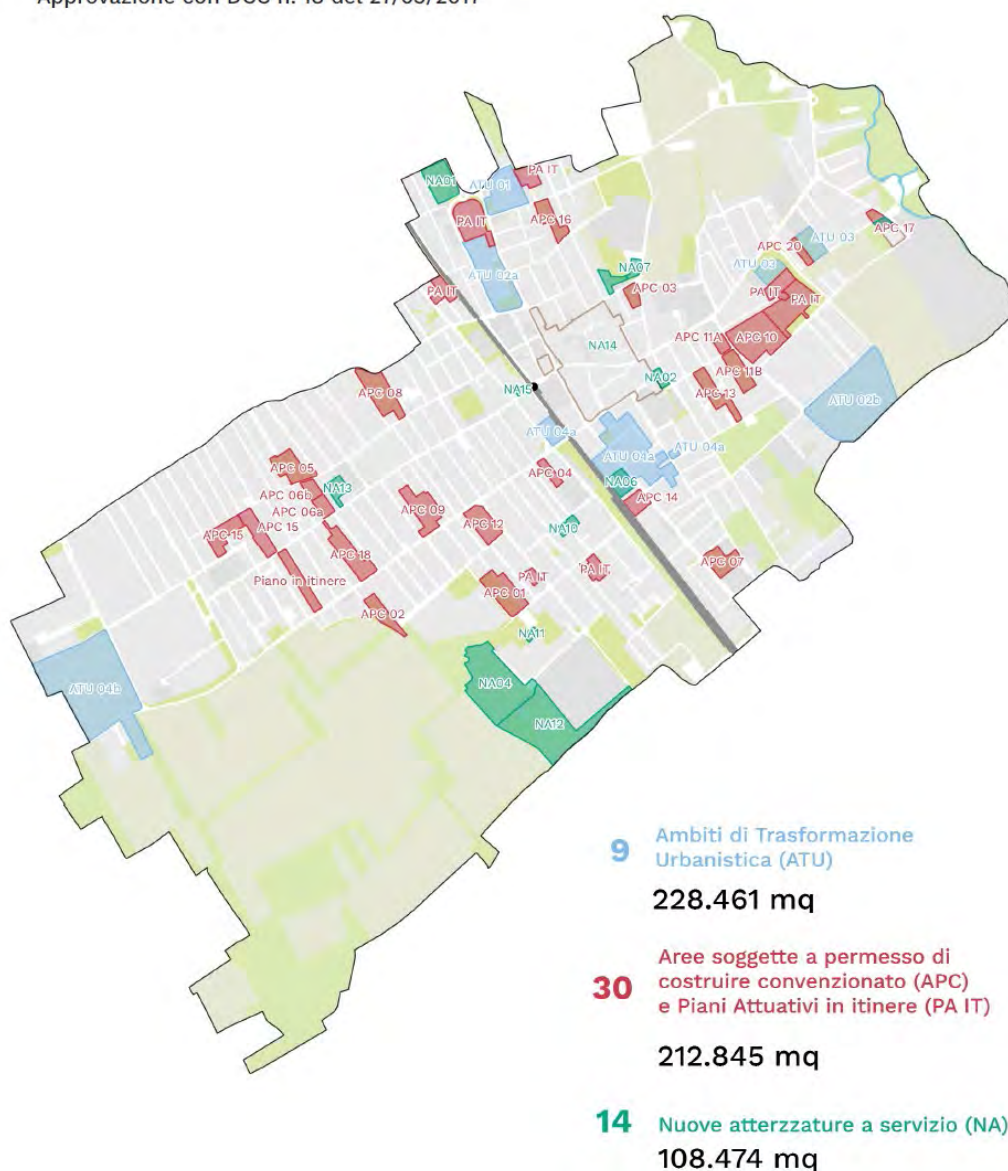 NA01
ATU 01
PA IT
PA IT
APC 16
ATU 02a
PA IT
NA07
APC 03
APC 17
APC 20
ATU 03
ATU 03
PA IT
PA IT
APC 11A
APC 10
NA14
APC 11B
NA02
APC 13
NA15
APC 08
ATU 02b
ATU 04a
ATU 04a
ATU 04a
APC 05
APC 04
NA13
APC 06b
NA06
APC 06a
APC 14
APC 09
APC 12
NA10
APC 15
APC 15
APC 18
APC 07
Piano in itinere
PA IT
PA IT
APC 01
APC 02
NA11
ATU 04b
NA04
NA12
9 Ambiti di Trasformazione
Urbanistica (ATU)
228.461 mq
Aree soggette a permesso di
30 costruire convenzionato (APC)
e Piani Attuativi in itinere (PA IT)
212.845 mq
14 Nuove atterzzature a servizio (NA)
108.474 mq